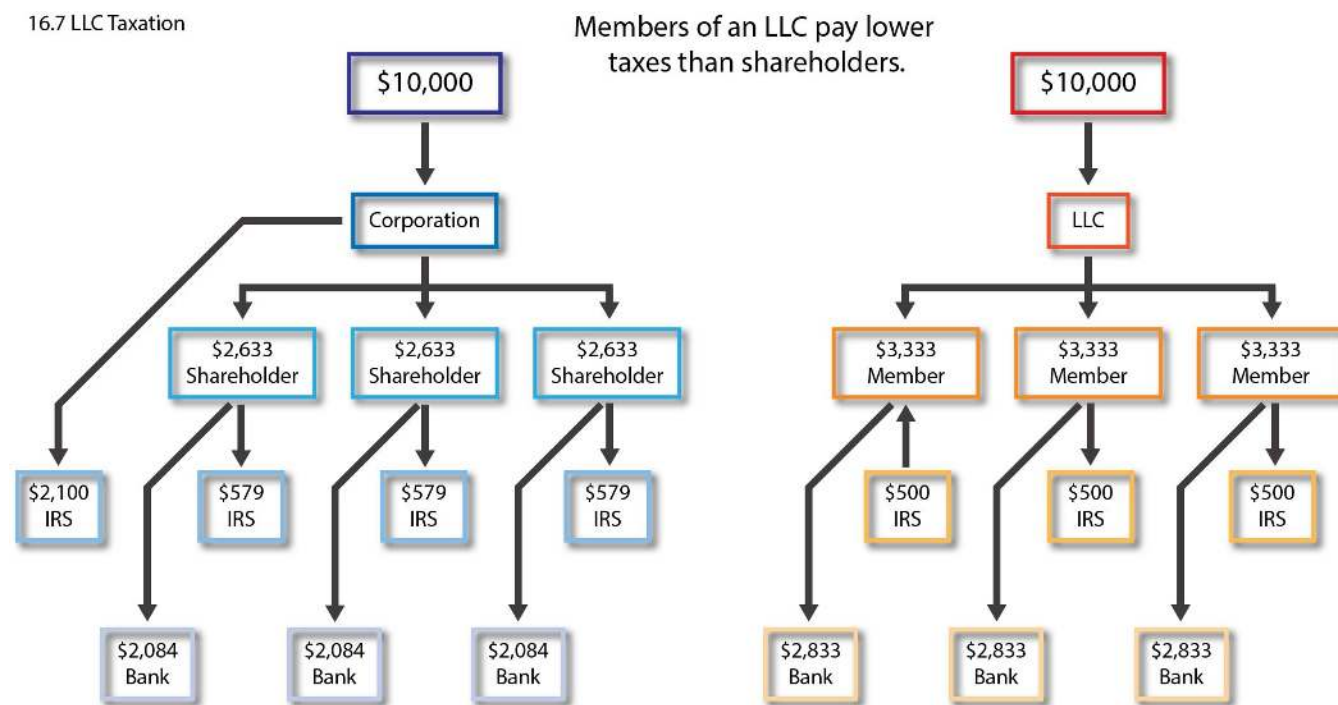 16.7 LLC Taxation
Members of an LLC pay lower
taxes than shareholders.
$10,000
$10,000
Corporation
LLC
$2,633
Shareholder
$2,633
Shareholder
$2,633
Shareholder
$3,333
Member
$3,333
Member
$3,333
Member
$2,100
IRS
$579
IRS
$579
IRS
$579
IRS
$500
IRS
$500
IRS
$500
IRS
$2,084
Bank
$2,084
Bank
$2,084
Bank
$2,833
Bank
$2,833
Bank
$2,833
Bank